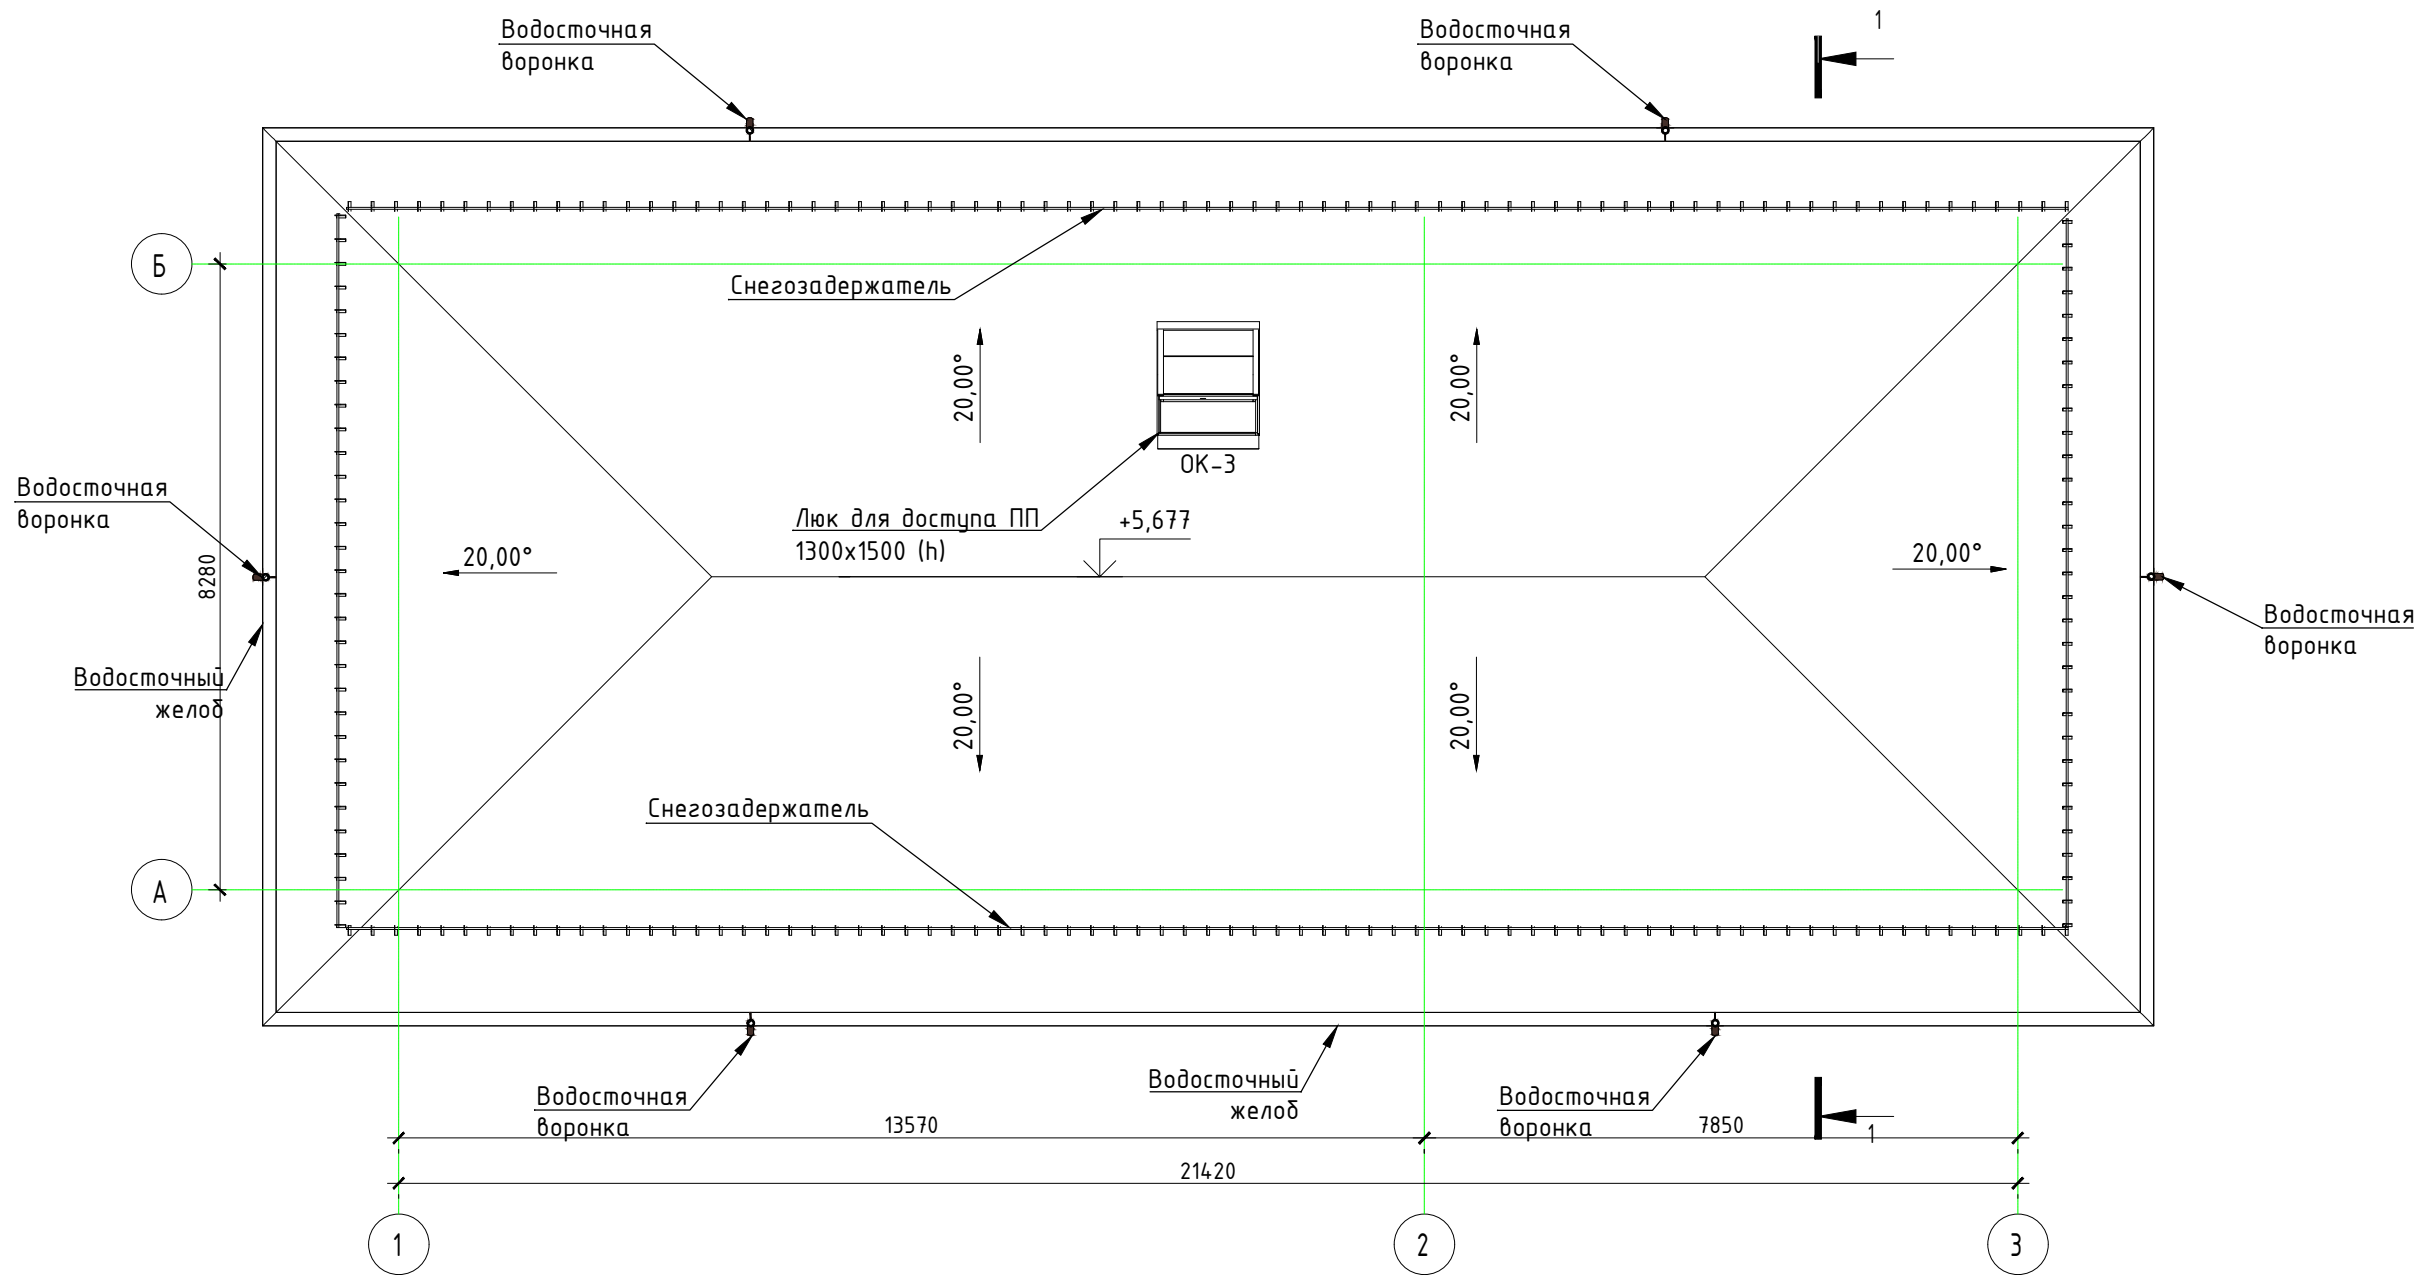 Водосточная
воронка
Водосточная
воронка
1
Б
Снегозадержатель
20,00°
20,00°
ОК-3
Водосточная
воронка
Люк для доступа ПП
1300х1500 (h)
+5,677
20,00°
20,00°
8280
Водосточная
воронка
Водосточный
желоб
20,00°
20,00°
Снегозадержатель
А
Водосточная
воронка
Водосточный
желоб
Водосточная
воронка
1
13570
7850
21420
1
2
3